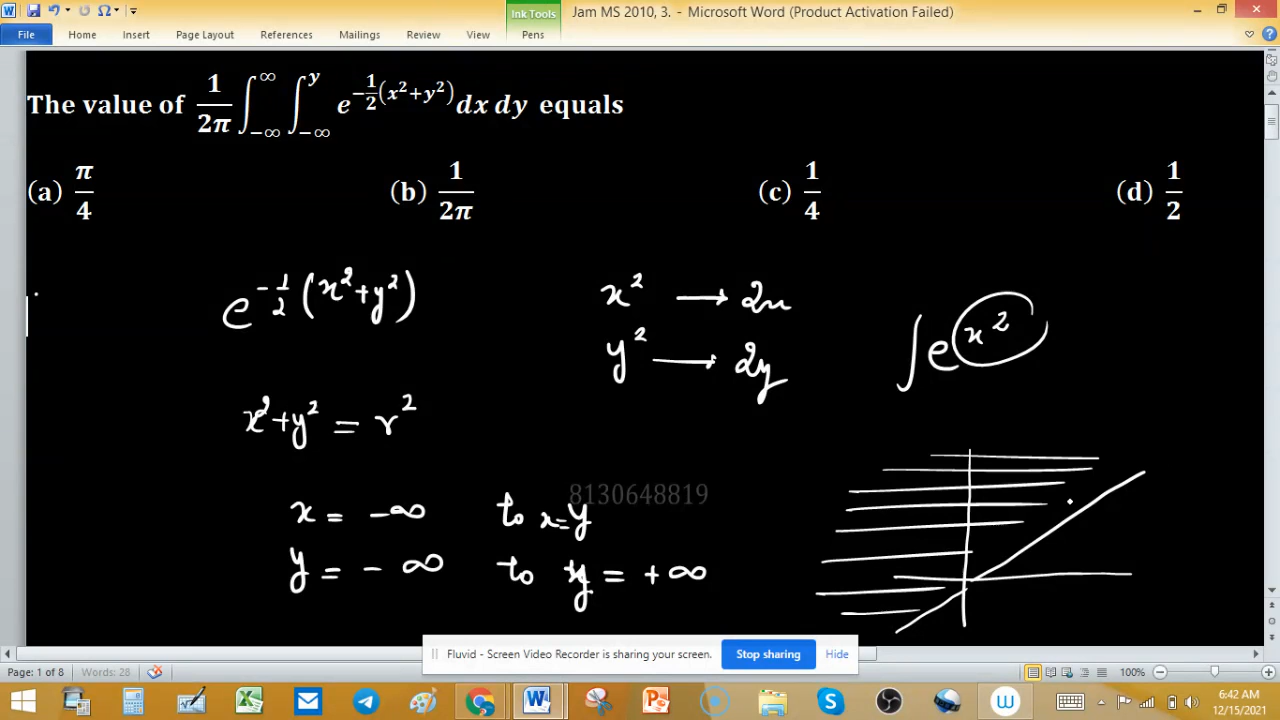 Jam MS 2010, 3. - Microsoft Word (Product Activation Failed)
Ink Tools
File Home Insert Page Layout References Mailings Review View Pens
The value of 1/2π ∫_{-∞}^{∞} ∫_{-∞}^{y} e^{-1/2(x²+y²)} dx dy equals
(a) π/4 (b) 1/2π (c) 1/4 (d) 1/2
e^{-1/2 (x²+y²)}
x² → 2x
y² → 2y
∫e^{x²}
x²+y² = r²
8130648819
x = -∞ to x=y
y = -∞ to y = +∞
Fluvid - Screen Video Recorder is sharing your screen. Stop sharing Hide
Page: 1 of 8 Words: 28 100%
6:42 AM
12/15/2021